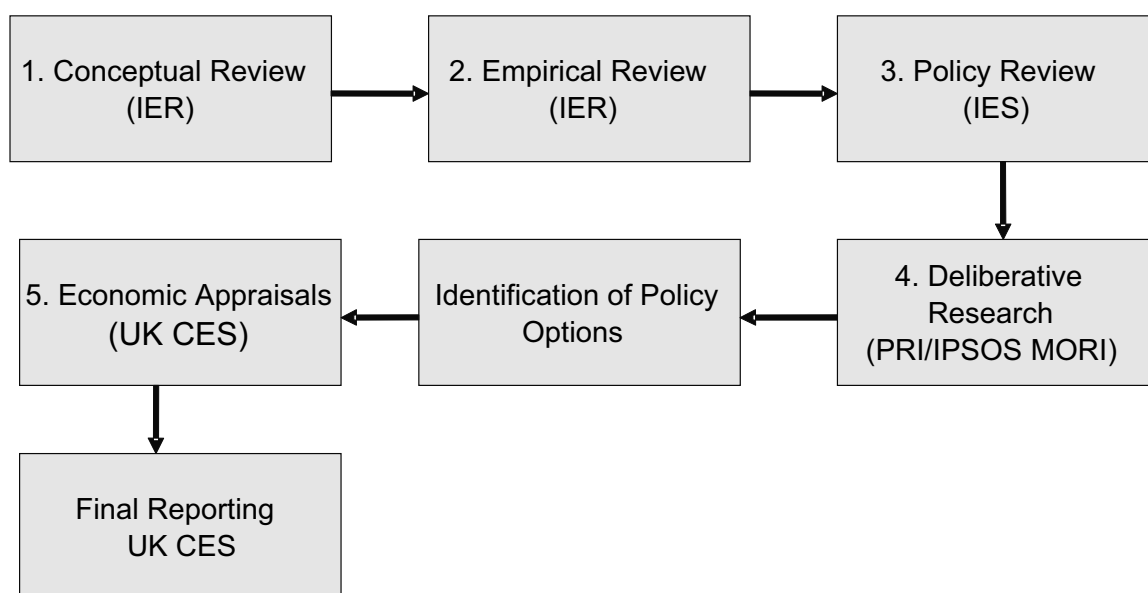 1. Conceptual Review
(IER)
2. Empirical Review
(IER)
3. Policy Review
(IES)
4. Deliberative
Research
(PRI/IPSOS MORI)
Identification of Policy
Options
5. Economic Appraisals
(UK CES)
Final Reporting
UK CES